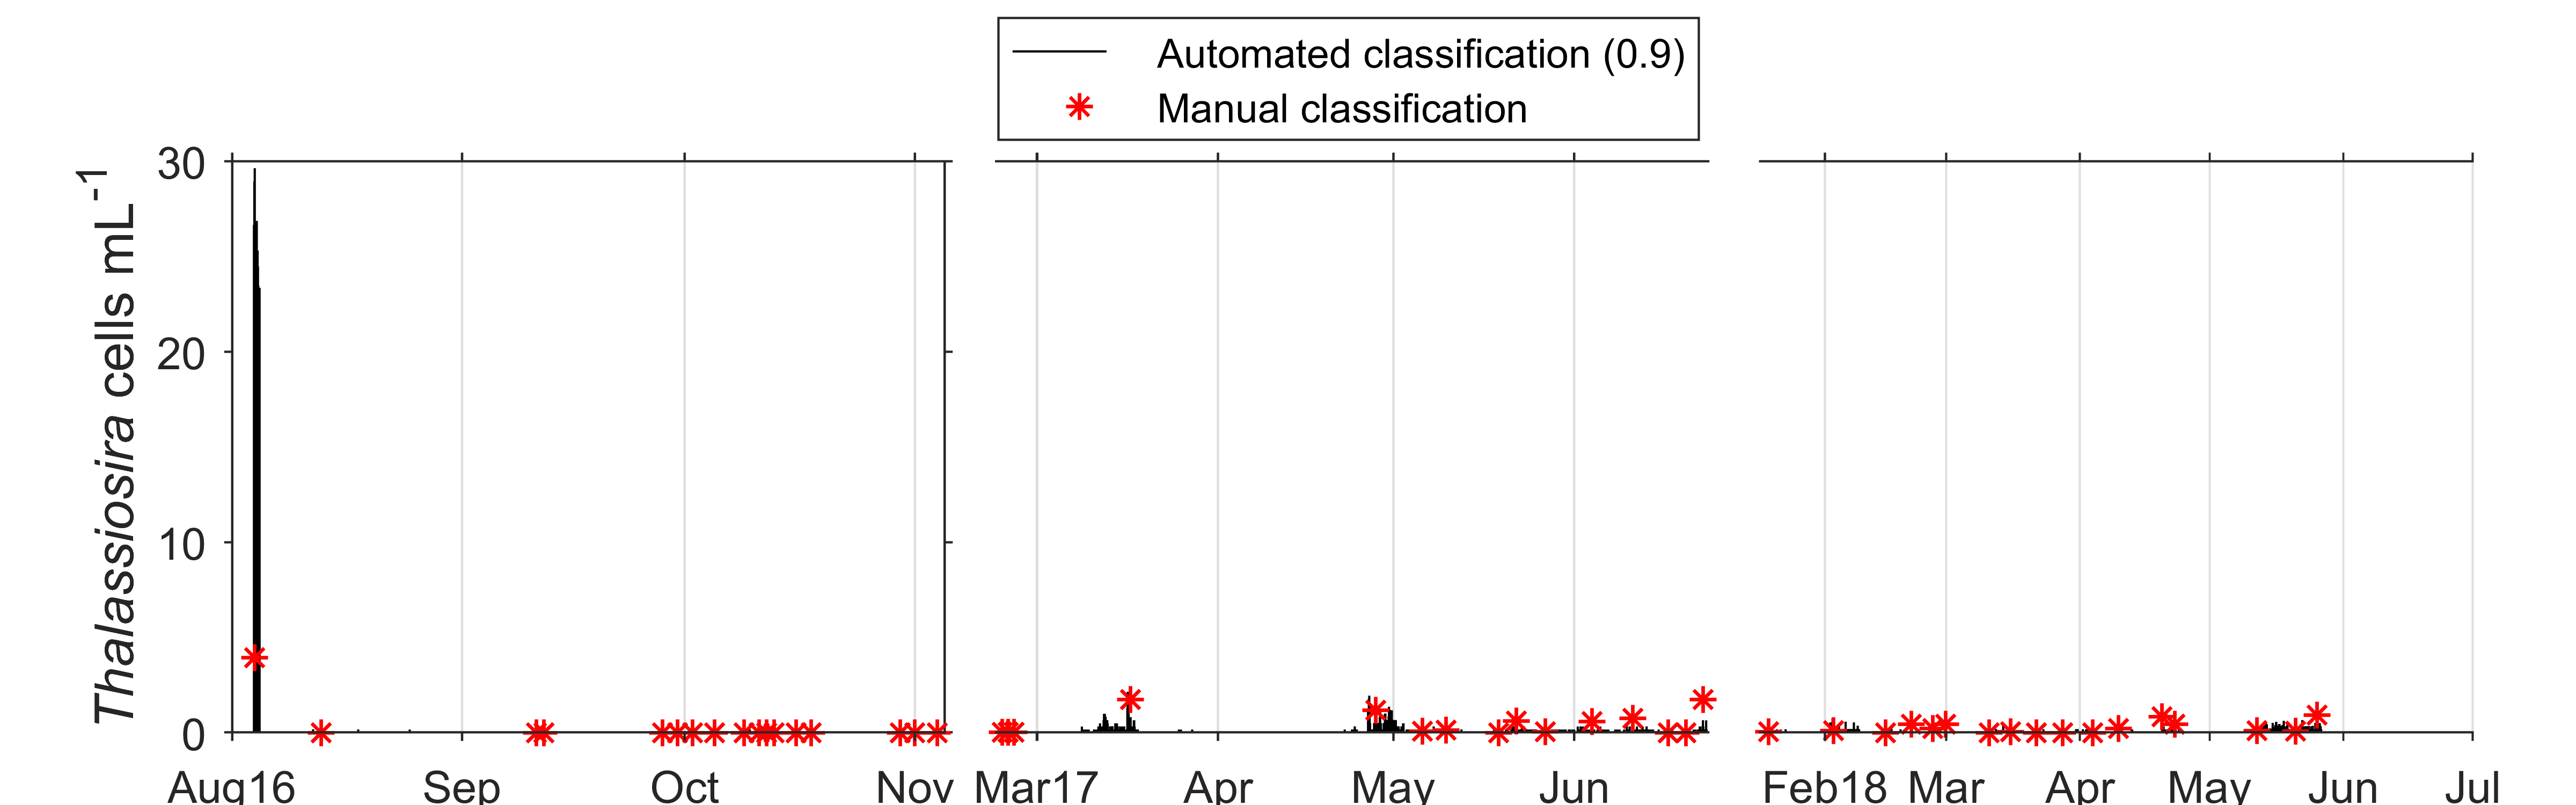 Automated classification (0.9)
Manual classification
Thalassiosira cells mL-1
30
20
10
0
Aug16 Sep Oct Nov Mar17 Apr May Jun Feb18 Mar Apr May Jun Jul